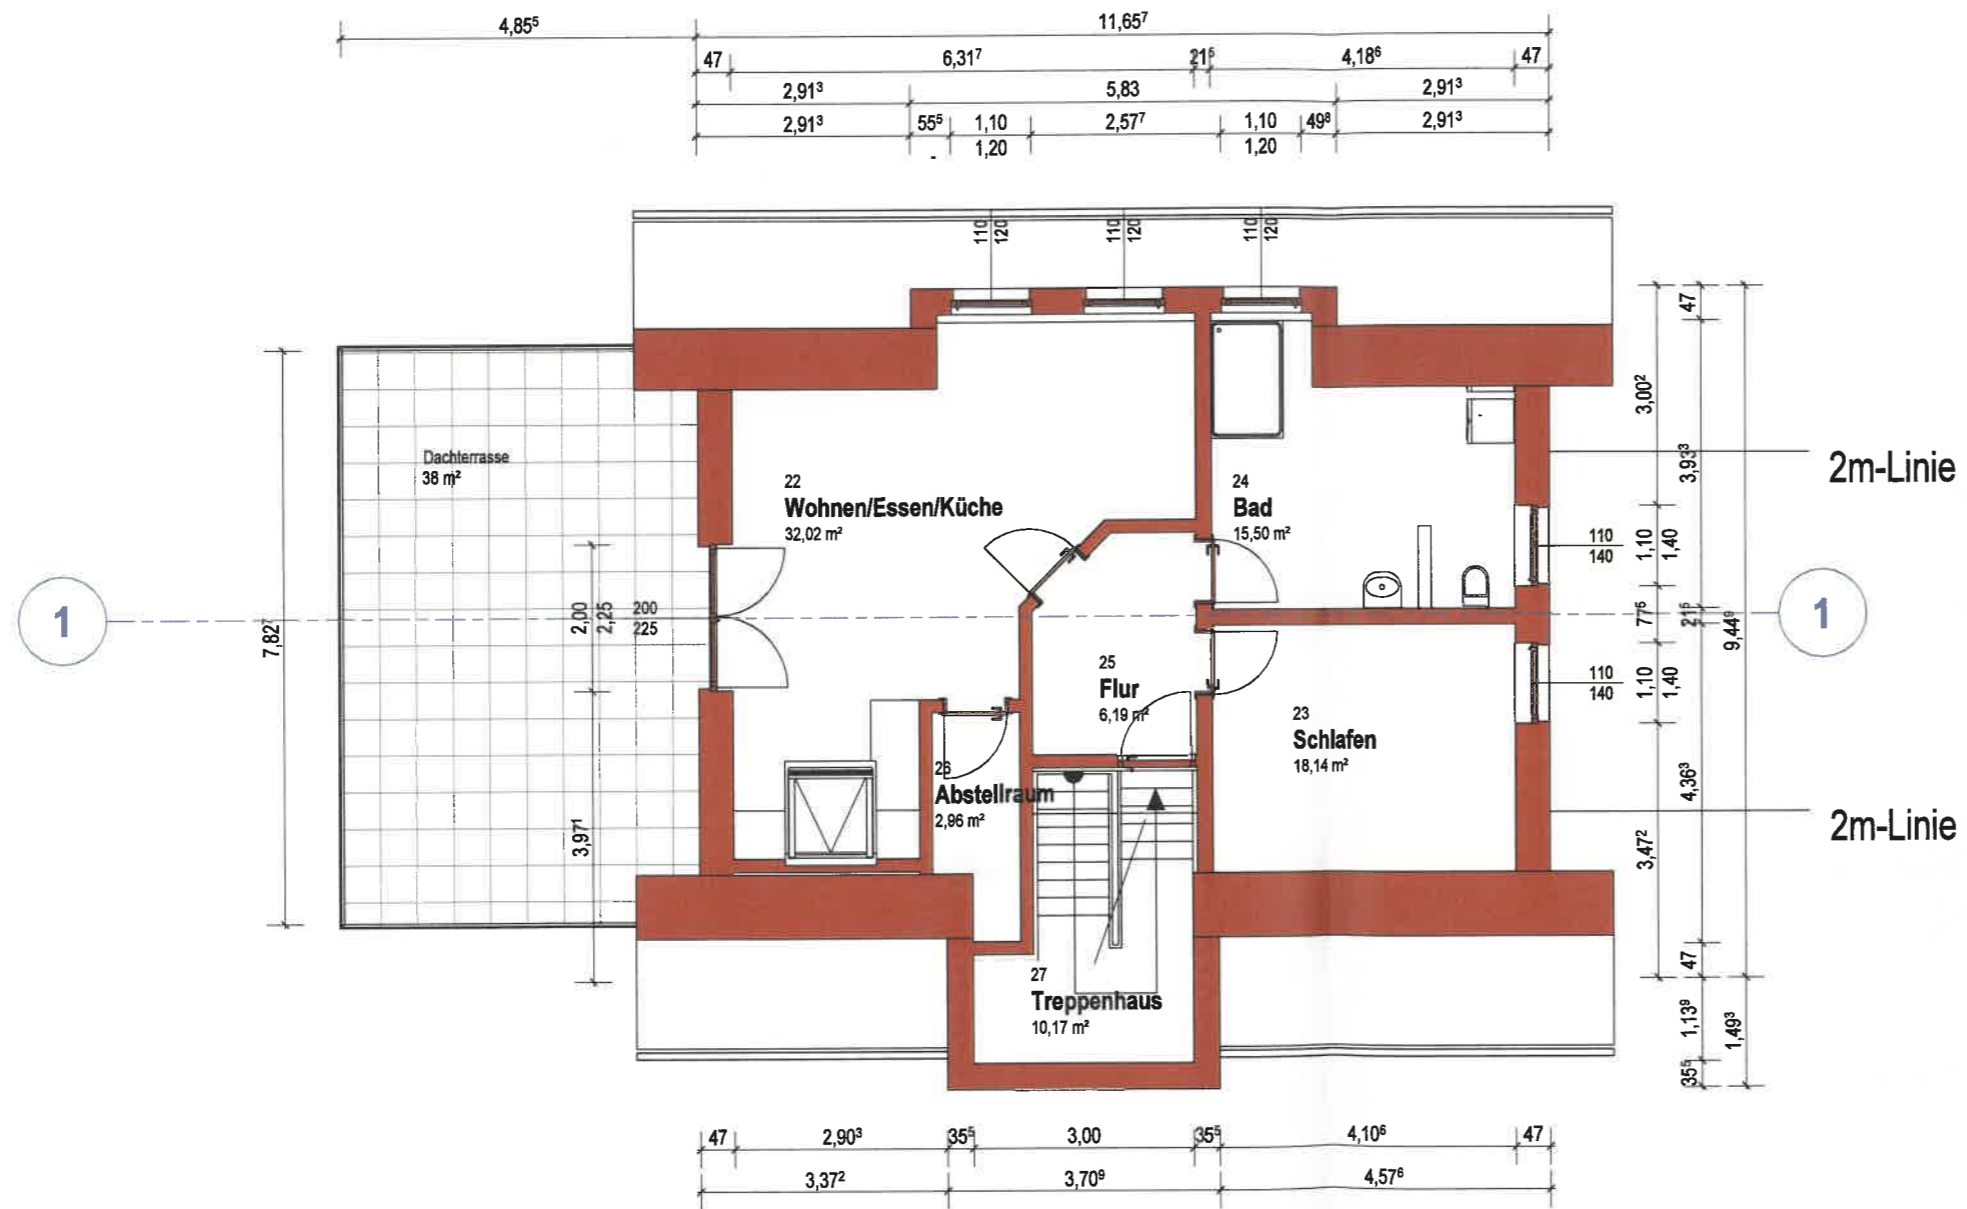 4,85⁵ 11,65⁷
47 6,31⁷ 21⁵ 4,18⁶ 47
2,91³ 5,83 2,91³
2,91³ 55⁵ 1,10 2,57⁷ 1,10 49⁸ 2,91³
1,20 1,20
110 120 110 120 110 120
Dachterrasse
38 m²
22
Wohnen/Essen/Küche
32,02 m²
24
Bad
15,50 m²
25
Flur
6,19 m²
23
Schlafen
18,14 m²
26
Abstellraum
2,96 m²
27
Treppenhaus
10,17 m²
1
1
7,82⁷
2,00
2,25
200
225
3,97¹
110
140
110
140
3,00²
1,10
1,40
77⁵
1,10
1,40
3,47²
47
3,93³
21⁵
4,36³
47
1,13⁹
35⁵
9,44⁹
1,49³
2m-Linie
2m-Linie
47 2,90³ 35⁵ 3,00 35⁵ 4,10⁶ 47
3,37² 3,70⁹ 4,57⁶